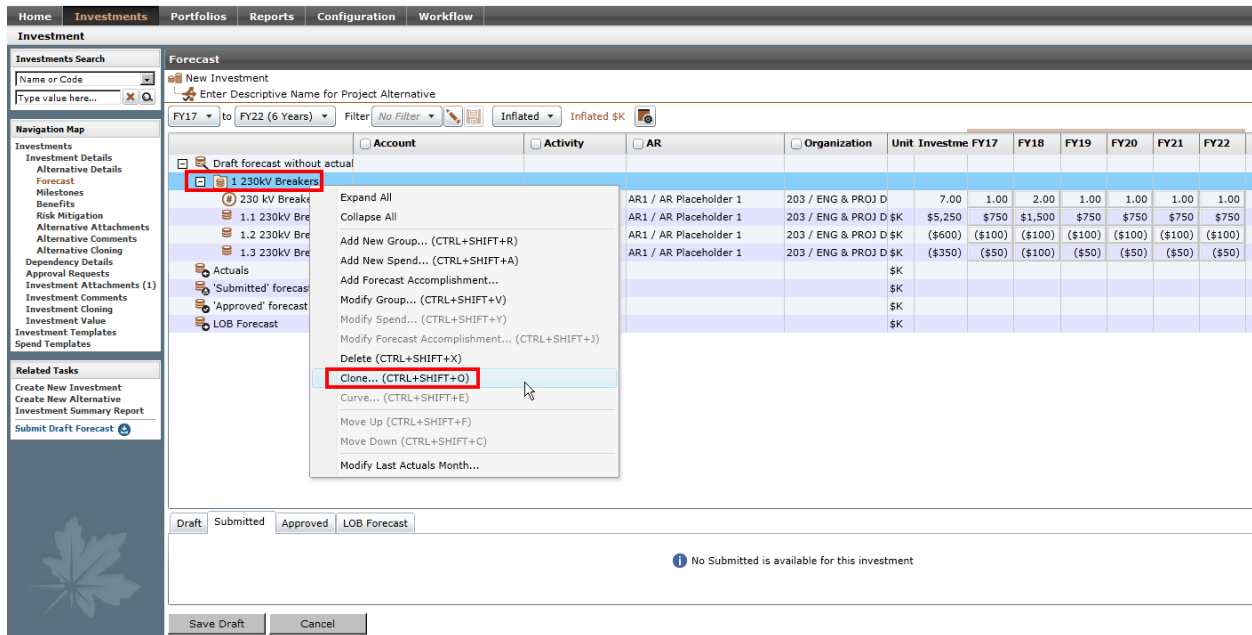 Home Investments Portfolios Reports Configuration Workflow
Investment
Investments Search
Name or Code
Type value here...
Navigation Map
Investments
Investment Details
Alternative Details
Forecast
Milestones
Benefits
Risk Mitigation
Alternative Attachments
Alternative Comments
Alternative Cloning
Dependency Details
Approval Requests
Investment Attachments (1)
Investment Comments
Investment Cloning
Investment Value
Investment Templates
Spend Templates
Related Tasks
Create New Investment
Create New Alternative
Investment Summary Report
Submit Draft Forecast
Forecast
New Investment
Enter Descriptive Name for Project Alternative
FY17 to FY22 (6 Years) Filter No Filter Inflated Inflated $K
Account Activity AR Organization Unit Investme FY17 FY18 FY19 FY20 FY21 FY22
Draft forecast without actual
1 230kV Breakers
# 230 kV Breake AR1 / AR Placeholder 1 203 / ENG & PROJ D 7.00 1.00 2.00 1.00 1.00 1.00 1.00
1.1 230kV Bre AR1 / AR Placeholder 1 203 / ENG & PROJ D $K $5,250 $750 $1,500 $750 $750 $750 $750
1.2 230kV Bre AR1 / AR Placeholder 1 203 / ENG & PROJ D $K ($600) ($100) ($100) ($100) ($100) ($100) ($100)
1.3 230kV Bre AR1 / AR Placeholder 1 203 / ENG & PROJ D $K ($350) ($50) ($100) ($50) ($50) ($50) ($50)
Actuals $K
'Submitted' forecas $K
'Approved' forecast $K
LOB Forecast $K
Expand All
Collapse All
Add New Group... (CTRL+SHIFT+R)
Add New Spend... (CTRL+SHIFT+A)
Add Forecast Accomplishment...
Modify Group... (CTRL+SHIFT+V)
Modify Spend... (CTRL+SHIFT+Y)
Modify Forecast Accomplishment... (CTRL+SHIFT+J)
Delete (CTRL+SHIFT+X)
Clone... (CTRL+SHIFT+O)
Curve... (CTRL+SHIFT+E)
Move Up (CTRL+SHIFT+F)
Move Down (CTRL+SHIFT+C)
Modify Last Actuals Month...
Draft Submitted Approved LOB Forecast
No Submitted is available for this investment
Save Draft Cancel